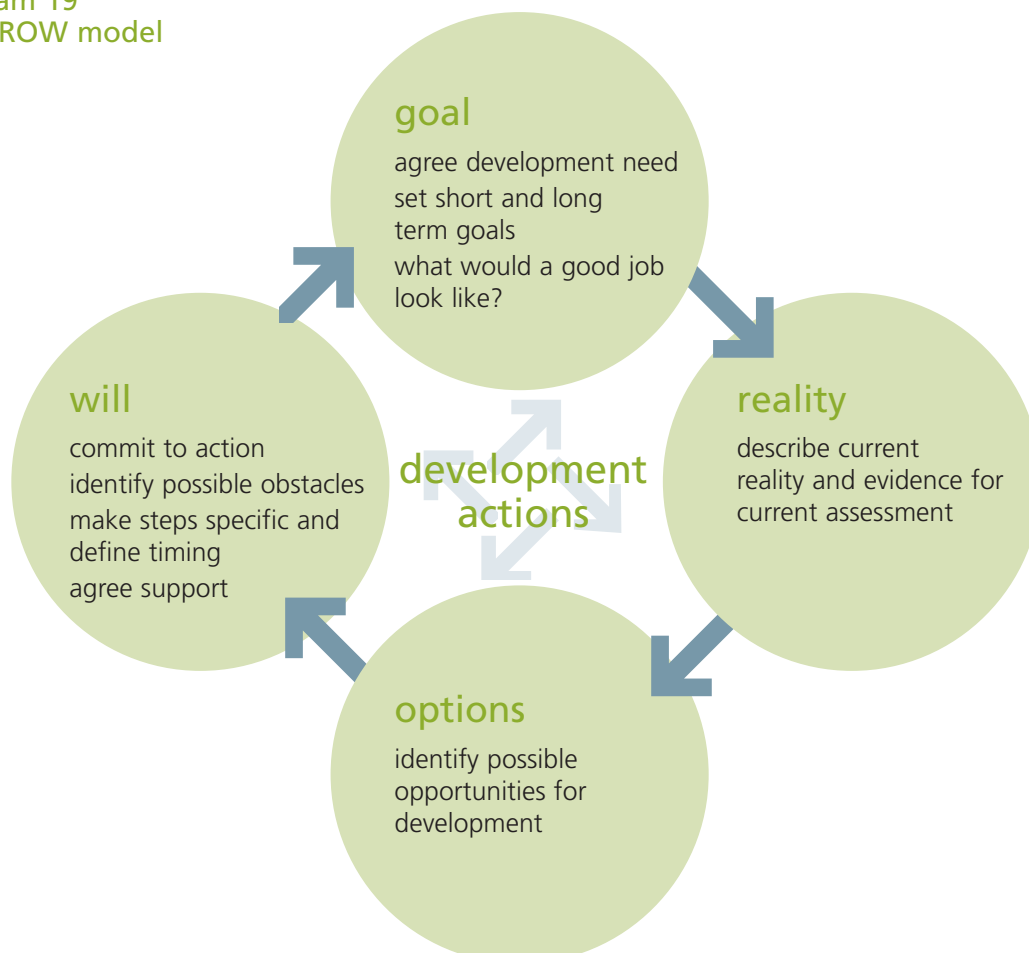 am 19
ROW model
goal
agree development need
set short and long
term goals
what would a good job
look like?
will
commit to action
identify possible obstacles
make steps specific and
define timing
agree support
development
actions
reality
describe current
reality and evidence for
current assessment
options
identify possible
opportunities for
development